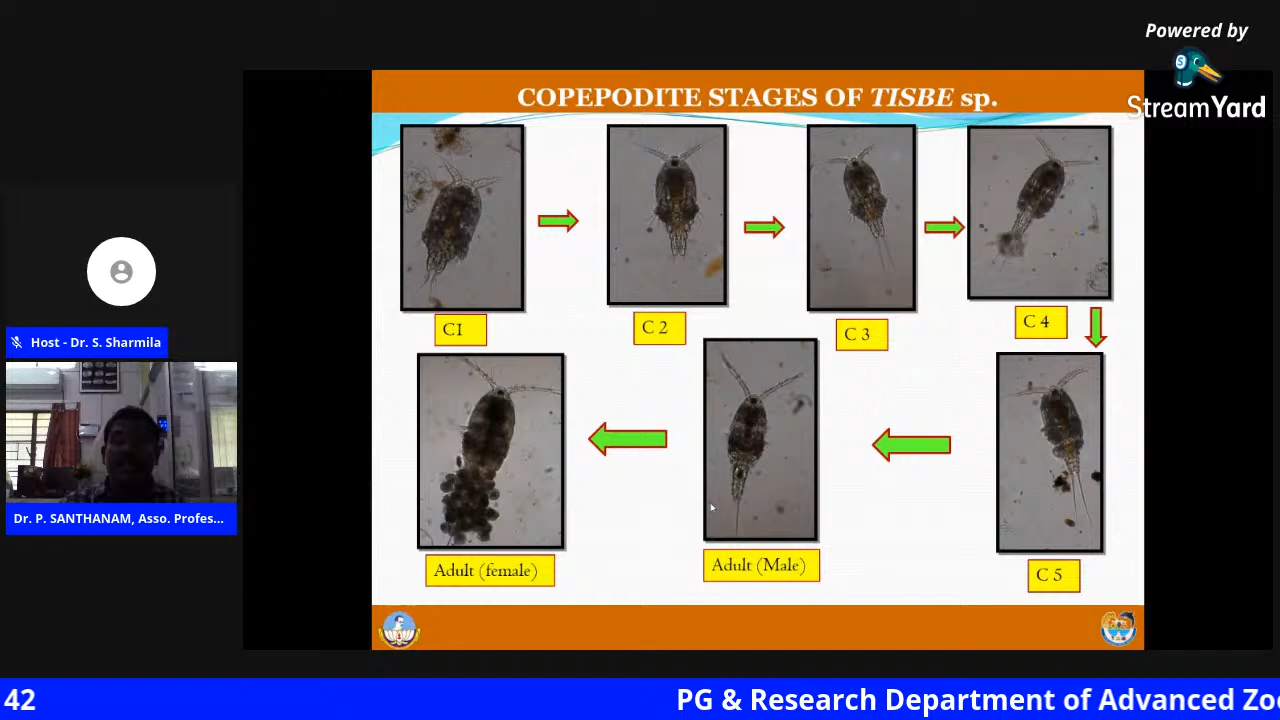 Powered by
StreamYard
COPEPODITE STAGES OF TISBE sp.
C1
C 2
C 3
C 4
C 5
Adult (Male)
Adult (female)
Host - Dr. S. Sharmila
Dr. P. SANTHANAM, Asso. Profes...
42
PG & Research Department of Advanced Zoo